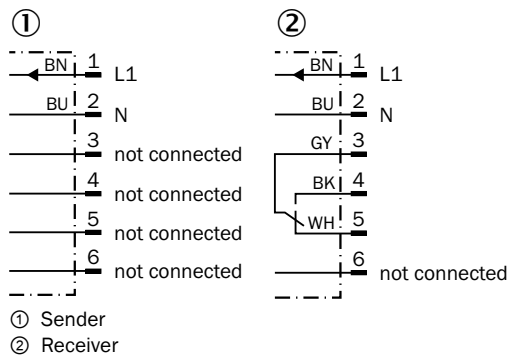 ① ②
BN 1 L1
BU 2 N
3 not connected
4 not connected
5 not connected
6 not connected
BN 1 L1
BU 2 N
GY 3
BK 4
WH 5
6 not connected
① Sender
② Receiver